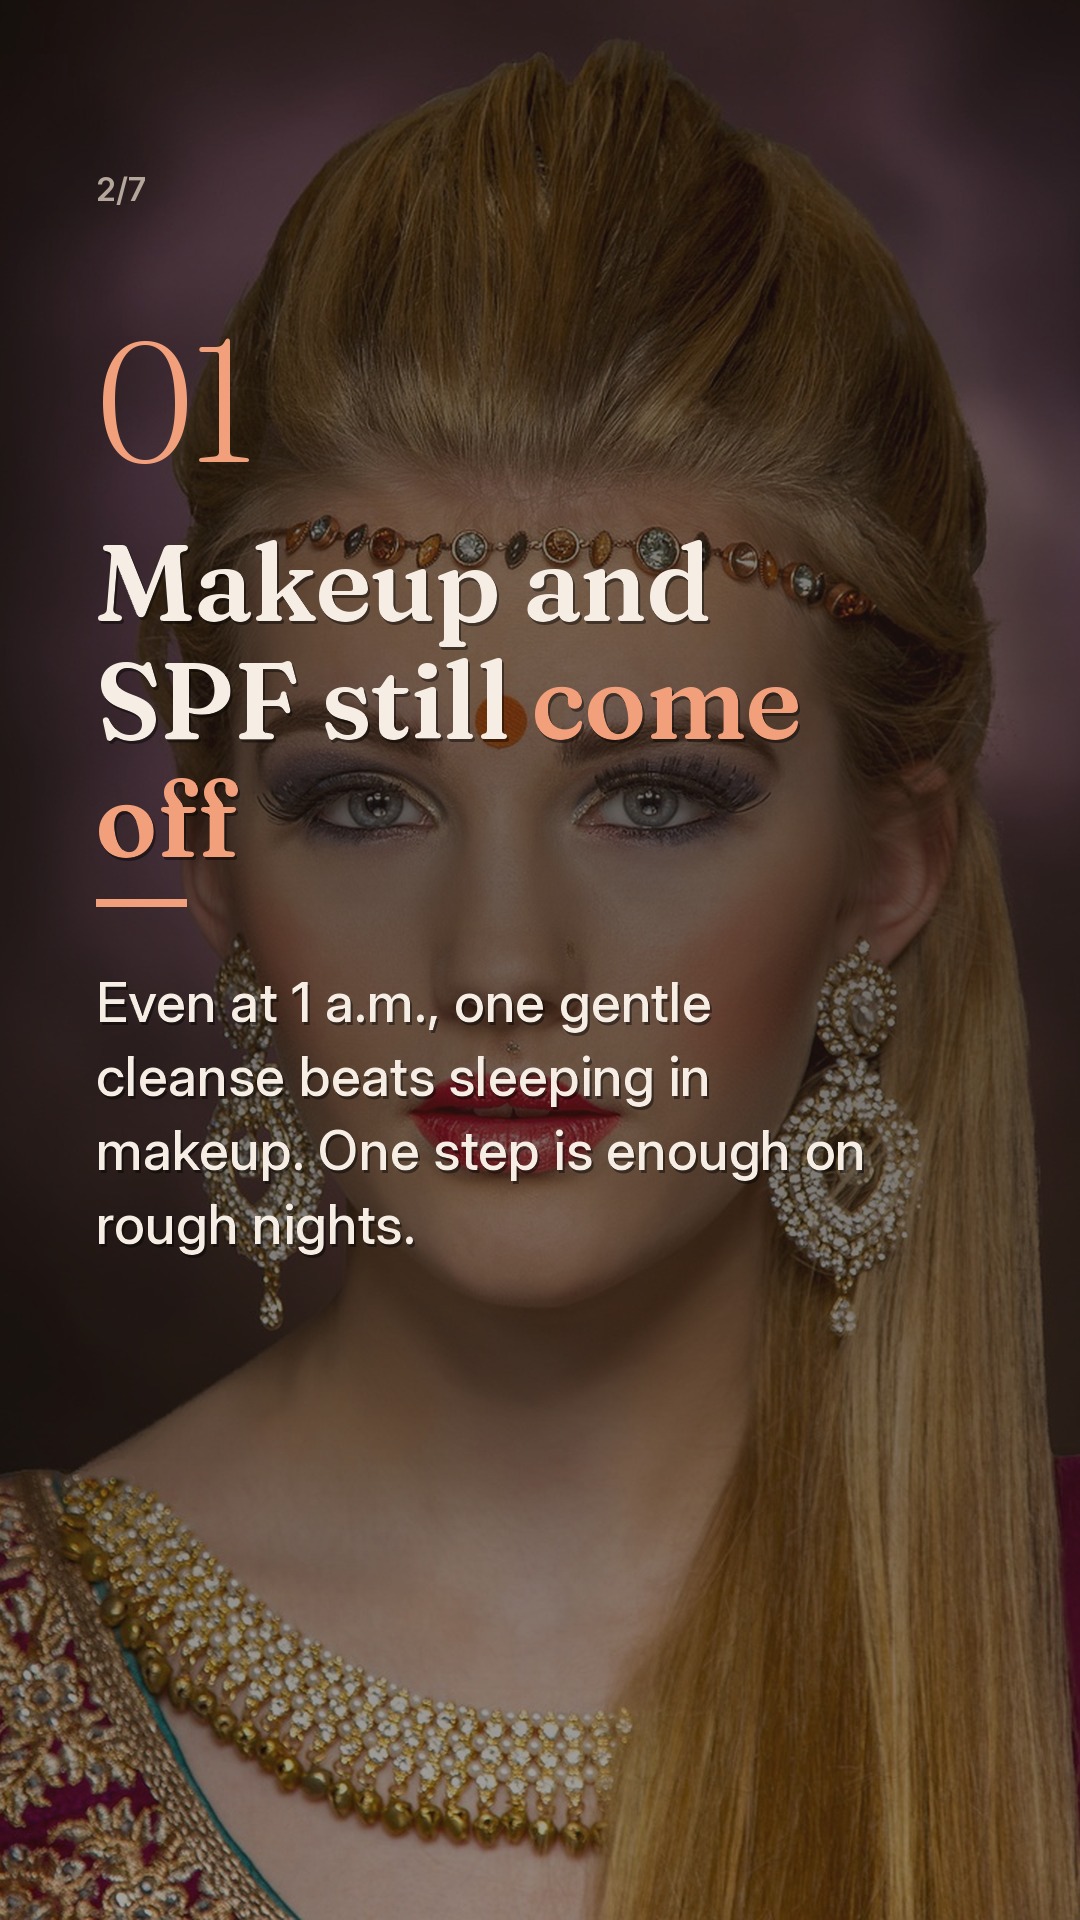 2/7
01
Makeup and
SPF still come
off
Even at 1 a.m., one gentle
cleanse beats sleeping in
makeup. One step is enough on
rough nights.